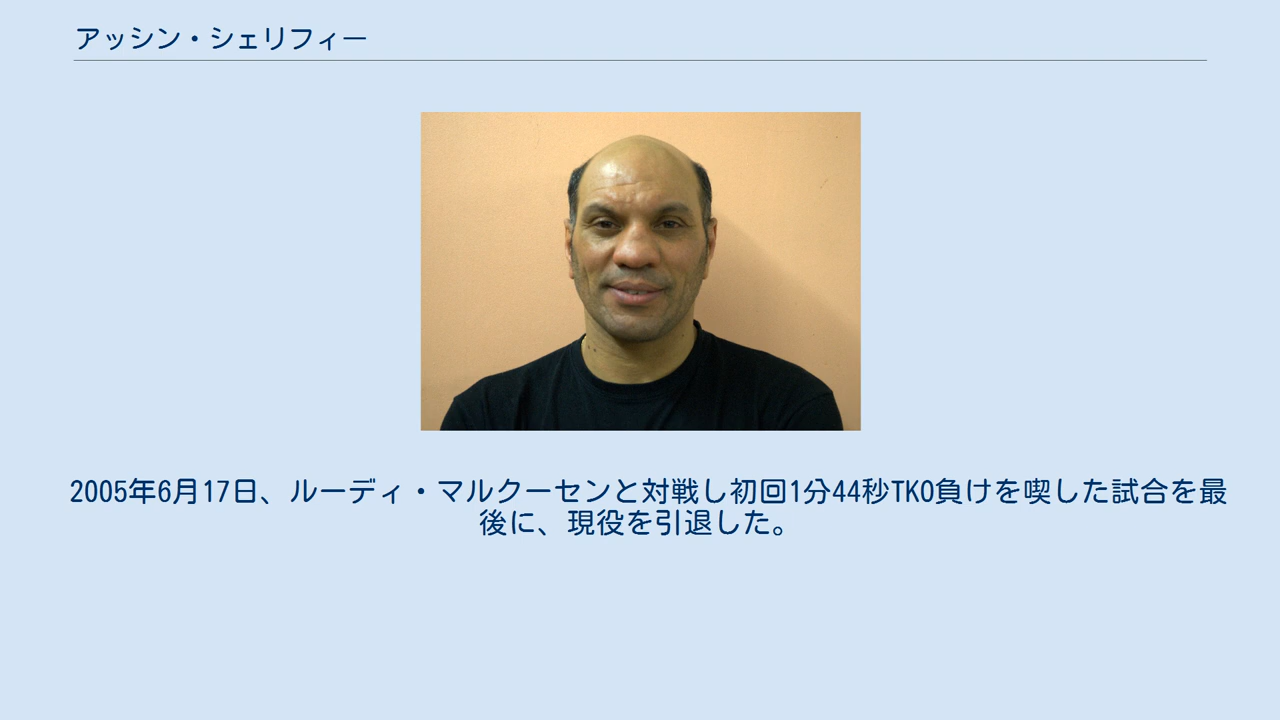 アッシン・シェリフィー
2005年6月17日、ルーディ・マルクーセンと対戦し初回1分44秒TKO負けを喫した試合を最
後に、現役を引退した。